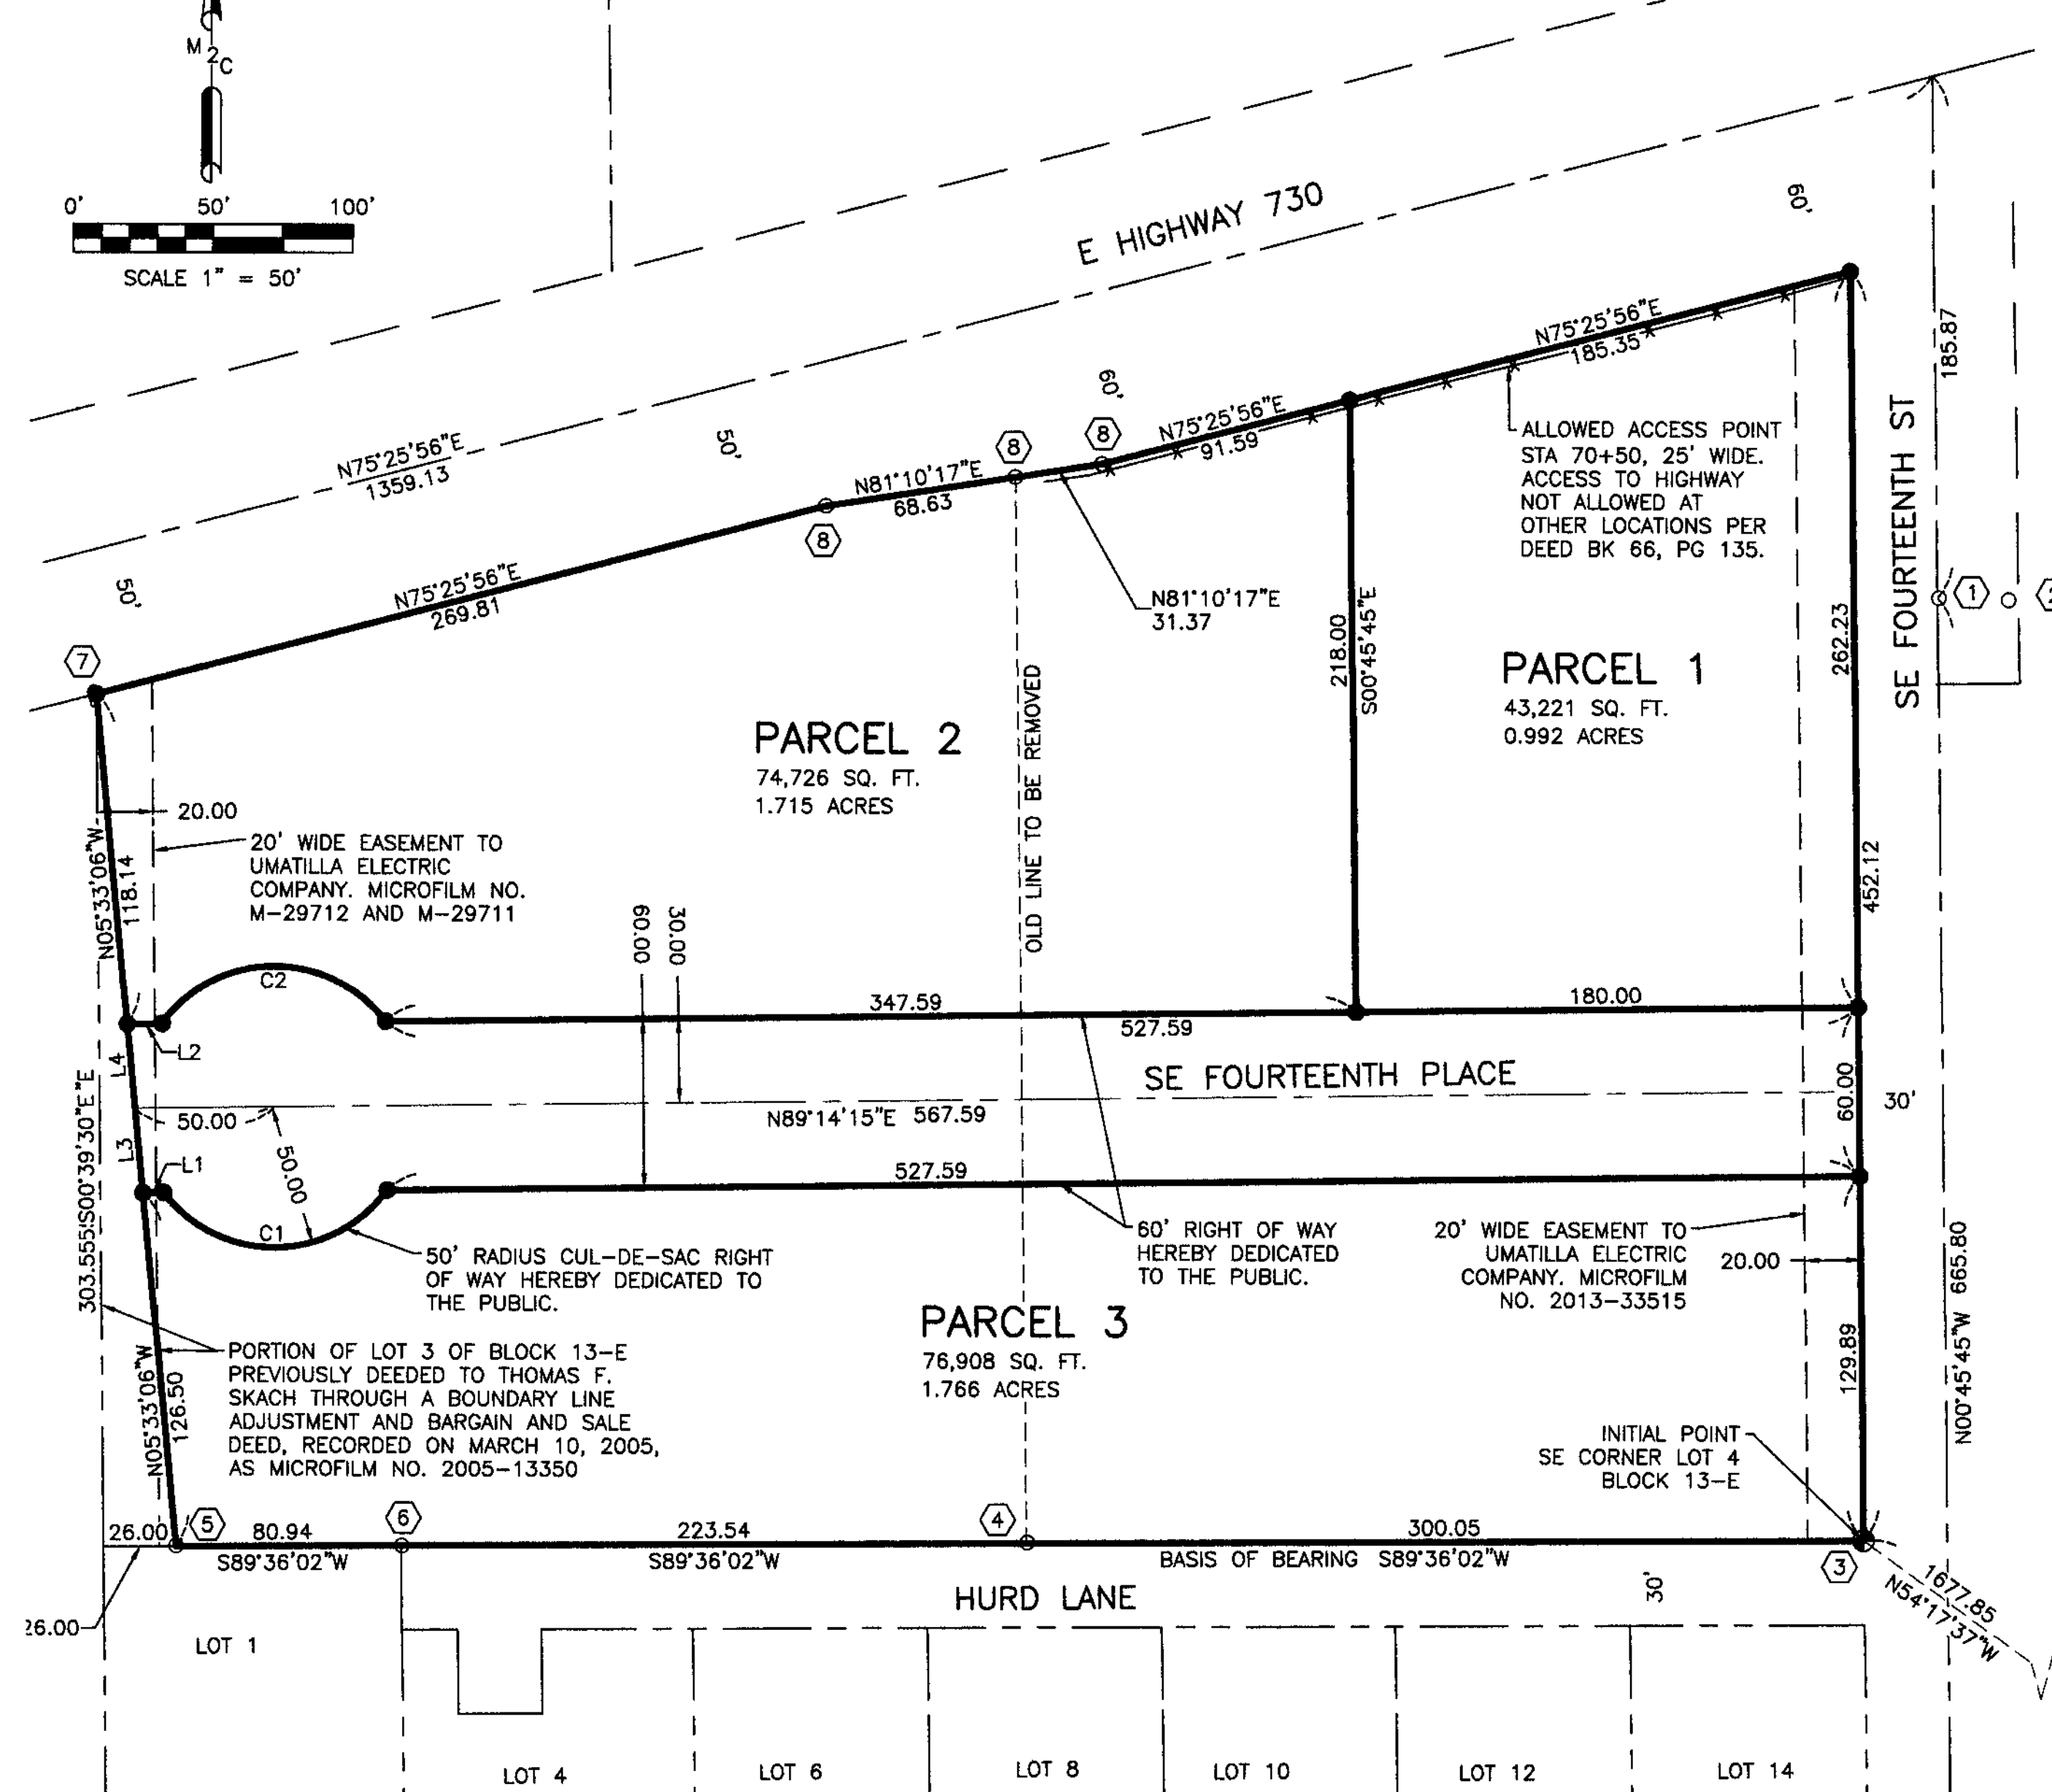 M
2
C
0' 50' 100'
SCALE 1" = 50'
E HIGHWAY 730
60'
185.87
N75°25'56"E
185.35
N75°25'56"E
1359.13
50'
60'
8
8
N75°25'56"E
91.59
N81°10'17"E
68.63
8
ALLOWED ACCESS POINT
STA 70+50, 25' WIDE.
ACCESS TO HIGHWAY
NOT ALLOWED AT
OTHER LOCATIONS PER
DEED BK 66, PG 135.
SE FOURTEENTH ST
1
50'
N75°25'56"E
269.81
N81°10'17"E
31.37
7
218.00
S00°45'45"E
262.23
PARCEL 1
43,221 SQ. FT.
0.992 ACRES
PARCEL 2
74,726 SQ. FT.
1.715 ACRES
OLD LINE TO BE REMOVED
20.00
20' WIDE EASEMENT TO
UMATILLA ELECTRIC
COMPANY. MICROFILM NO.
M-29712 AND M-29711
N05°33'06"W
118.14
452.12
60.00
30.00
C2
L2
L4
347.59
527.59
180.00
SE FOURTEENTH PLACE
60.00
30'
50.00
N89°14'15"E 567.59
L3
L1
50.00
C1
527.59
303.555
S00°39'30"E
50' RADIUS CUL-DE-SAC RIGHT
OF WAY HEREBY DEDICATED TO
THE PUBLIC.
60' RIGHT OF WAY
HEREBY DEDICATED
TO THE PUBLIC.
20' WIDE EASEMENT TO
UMATILLA ELECTRIC
COMPANY. MICROFILM
NO. 2013-33515
20.00
N00°45'45"W 665.80
PARCEL 3
76,908 SQ. FT.
1.766 ACRES
129.89
PORTION OF LOT 3 OF BLOCK 13-E
PREVIOUSLY DEEDED TO THOMAS F.
SKACH THROUGH A BOUNDARY LINE
ADJUSTMENT AND BARGAIN AND SALE
DEED, RECORDED ON MARCH 10, 2005,
AS MICROFILM NO. 2005-13350
N05°33'06"W
126.50
INITIAL POINT
SE CORNER LOT 4
BLOCK 13-E
26.00
5
80.94
S89°36'02"W
6
223.54
S89°36'02"W
4
300.05
BASIS OF BEARING S89°36'02"W
3
HURD LANE
30'
1677.85
N54°17'37"W
26.00
LOT 1
LOT 4
LOT 6
LOT 8
LOT 10
LOT 12
LOT 14